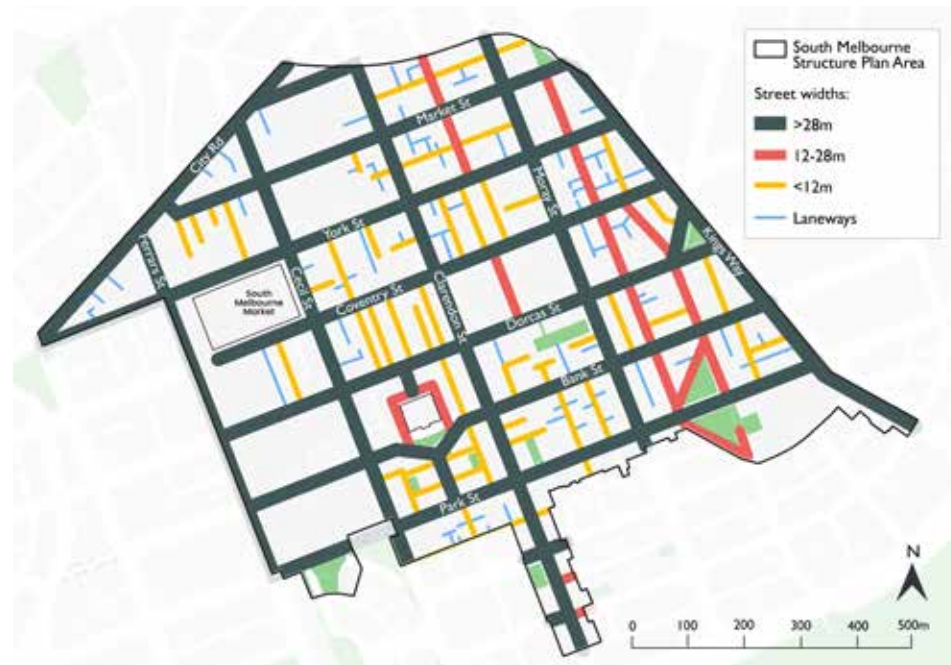 South Melbourne
Structure Plan Area
Street widths:
>28m
12-28m
<12m
Laneways
City Rd
Market St
Ferrars St
York St
Moray St
Kings Way
Cecil St
South
Melbourne
Market
Coventry St
Clarendon St
Dorcas St
Bank St
Park St
N
0 100 200 300 400 500m